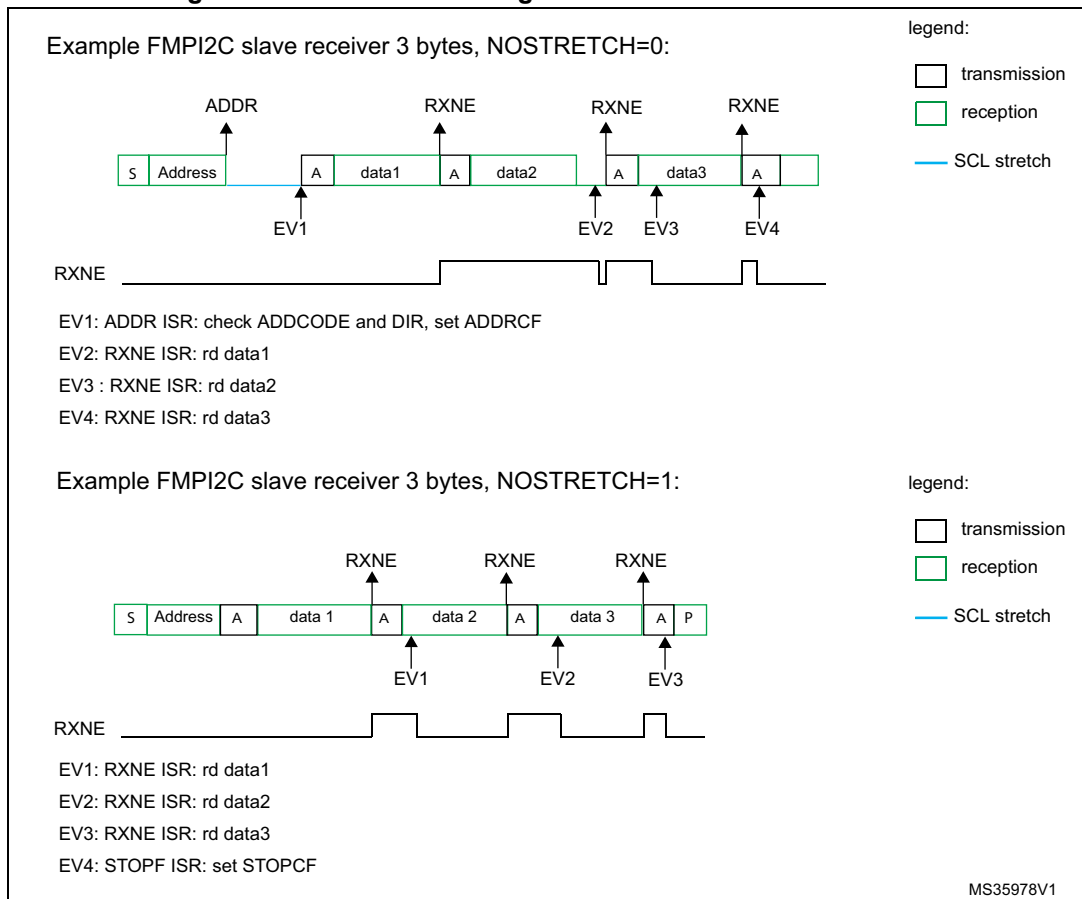 Example FMPI2C slave receiver 3 bytes, NOSTRETCH=0:
legend:
transmission
reception
SCL stretch
ADDR RXNE RXNE RXNE
S Address A data1 A data2 A data3 A
EV1 EV2 EV3 EV4
RXNE
EV1: ADDR ISR: check ADDCODE and DIR, set ADDRCF
EV2: RXNE ISR: rd data1
EV3 : RXNE ISR: rd data2
EV4: RXNE ISR: rd data3
Example FMPI2C slave receiver 3 bytes, NOSTRETCH=1:
legend:
transmission
reception
SCL stretch
RXNE RXNE RXNE
S Address A data 1 A data 2 A data 3 A P
EV1 EV2 EV3
RXNE
EV1: RXNE ISR: rd data1
EV2: RXNE ISR: rd data2
EV3: RXNE ISR: rd data3
EV4: STOPF ISR: set STOPCF
MS35978V1